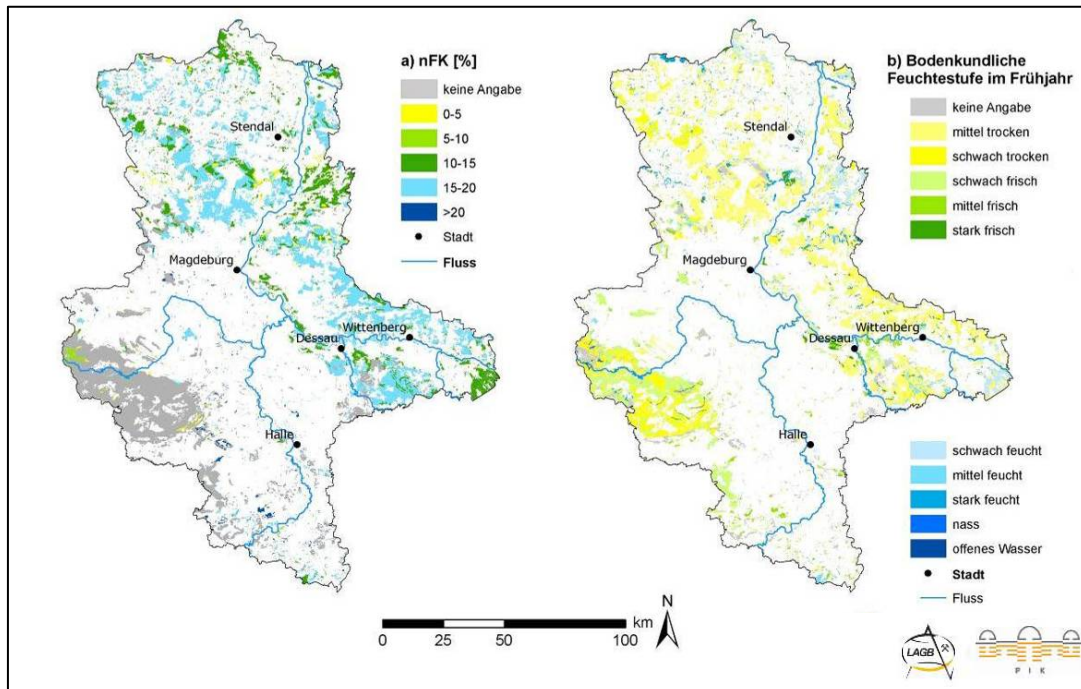 a) nFK [%]
keine Angabe
0-5
5-10
10-15
15-20
>20
Stadt
Fluss
Stendal
Magdeburg
Wittenberg
Dessau
Halle
b) Bodenkundliche
Feuchtestufe im Frühjahr
keine Angabe
mittel trocken
schwach trocken
schwach frisch
mittel frisch
stark frisch
Stendal
Magdeburg
Wittenberg
Dessau
Halle
schwach feucht
mittel feucht
stark feucht
nass
offenes Wasser
Stadt
Fluss
km
0 25 50 100
N
LAGB
PIK